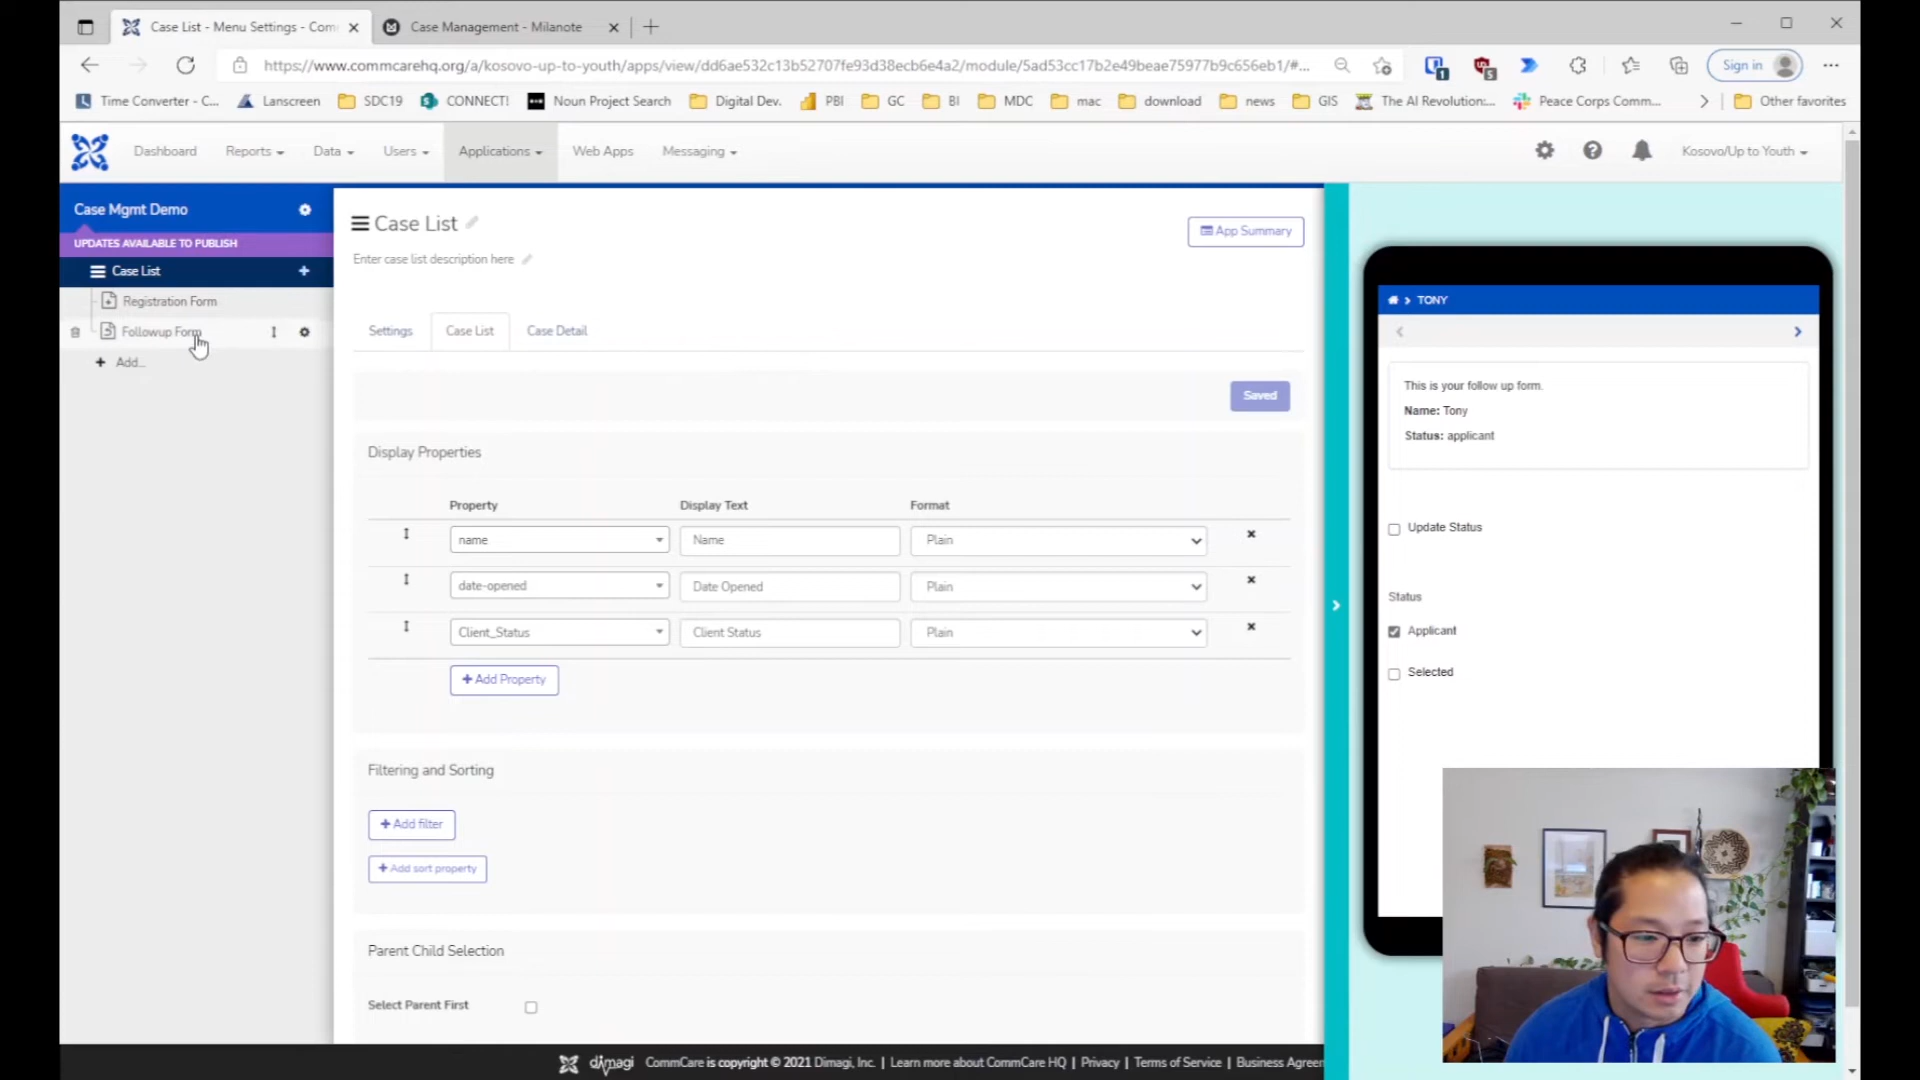 Case List - Menu Settings - Com
Case Management - Milanote
https://www.commcarehq.org/a/kosovo-up-to-youth/apps/view/dd6ae532c13b52707fe93d38ecb6e4a2/module/5ad53cc17b2e49beae75977b9c656eb1/#...
1
5
Sign in
Time Converter - C...
Lanscreen
SDC19
CONNECT!
Noun Project Search
Digital Dev.
PBI
GC
BI
MDC
mac
download
news
GIS
The AI Revolution:...
Peace Corps Comm...
Other favorites
Dashboard
Reports
Data
Users
Applications
Web Apps
Messaging
Kosovo/Up to Youth
Case Mgmt Demo
UPDATES AVAILABLE TO PUBLISH
Case List
Registration Form
Followup Form
+ Add...
Case List
App Summary
Enter case list description here
Settings
Case List
Case Detail
Saved
Display Properties
Property
Display Text
Format
name
Name
Plain
date-opened
Date Opened
Plain
Client_Status
Client Status
Plain
+ Add Property
Filtering and Sorting
+ Add filter
+ Add sort property
Parent Child Selection
Select Parent First
TONY
This is your follow up form.
Name: Tony
Status: applicant
Update Status
Status
Applicant
Selected
dimagi
CommCare is copyright © 2021 Dimagi, Inc. | Learn more about CommCare HQ | Privacy | Terms of Service | Business Agreen